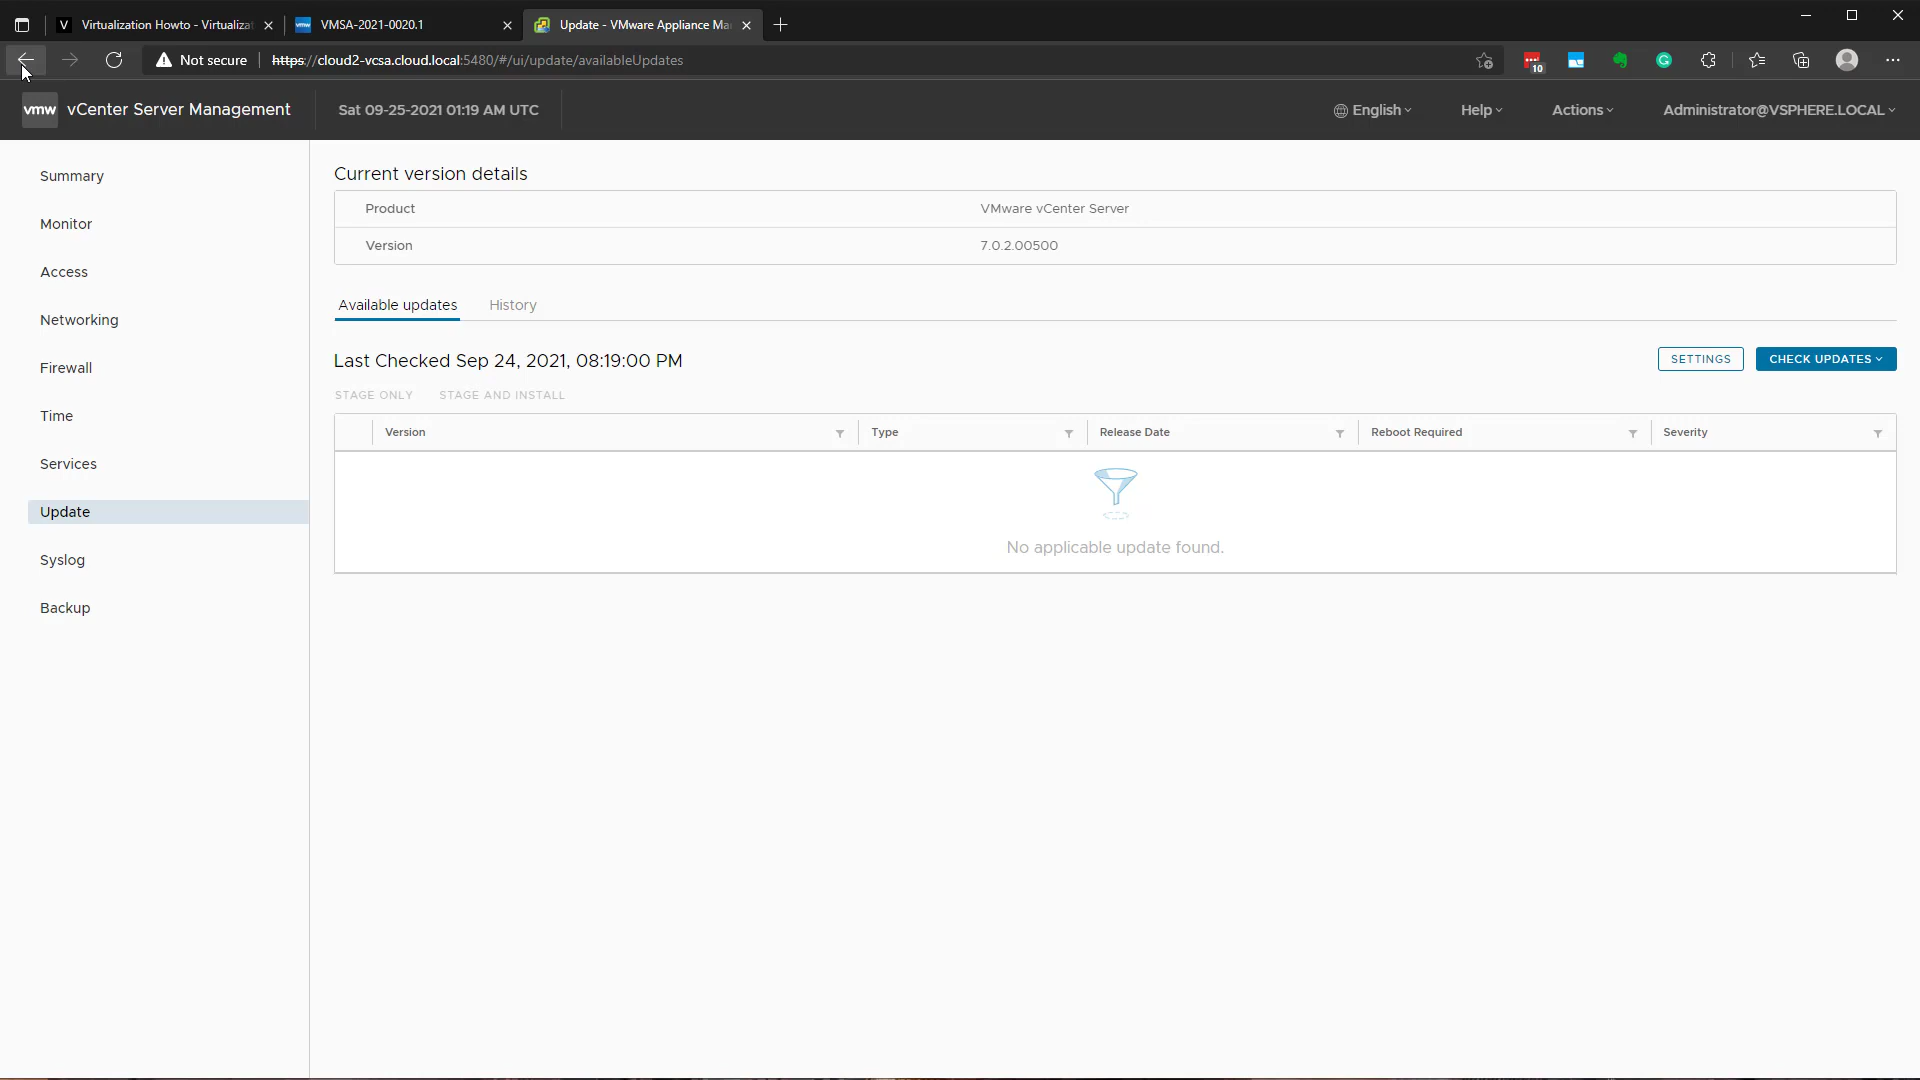 V Virtualization Howto - Virtualiza
vmw VMSA-2021-0020.1
Update - VMware Appliance Ma
Not secure https://cloud2-vcsa.cloud.local:5480/#/ui/update/availableUpdates
10
G
vmw vCenter Server Management
Sat 09-25-2021 01:19 AM UTC
English
Help
Actions
Administrator@VSPHERE.LOCAL
Summary
Monitor
Access
Networking
Firewall
Time
Services
Update
Syslog
Backup
Current version details
Product VMware vCenter Server
Version 7.0.2.00500
Available updates History
Last Checked Sep 24, 2021, 08:19:00 PM
SETTINGS CHECK UPDATES
STAGE ONLY STAGE AND INSTALL
Version Type Release Date Reboot Required Severity
No applicable update found.